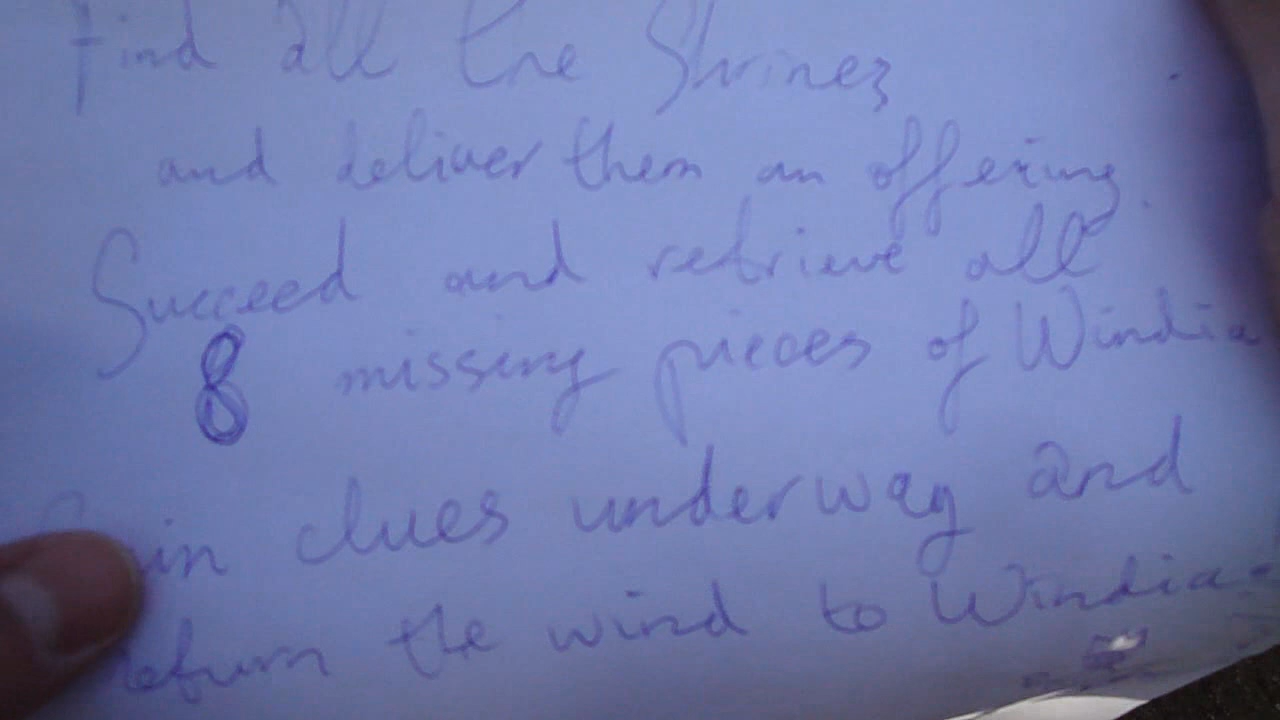 Find all the Shrines
and deliver them an offering.
Succeed and retrieve all
8 missing pieces of Windia
clues underway and
return the wind to Windia.